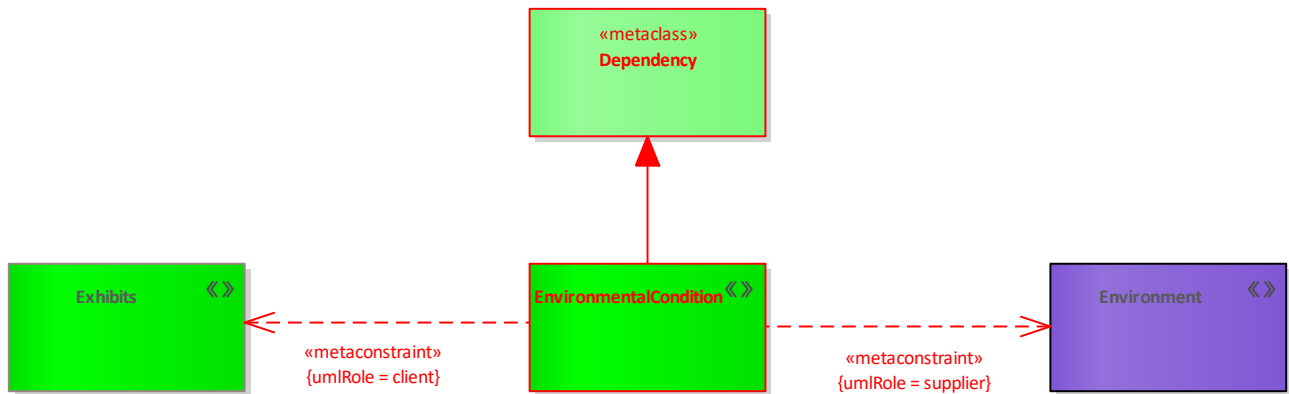 «metaclass»
Dependency
Exhibits «»
EnvironmentalCondition «»
Environment «»
«metaconstraint»
{umlRole = client}
«metaconstraint»
{umlRole = supplier}